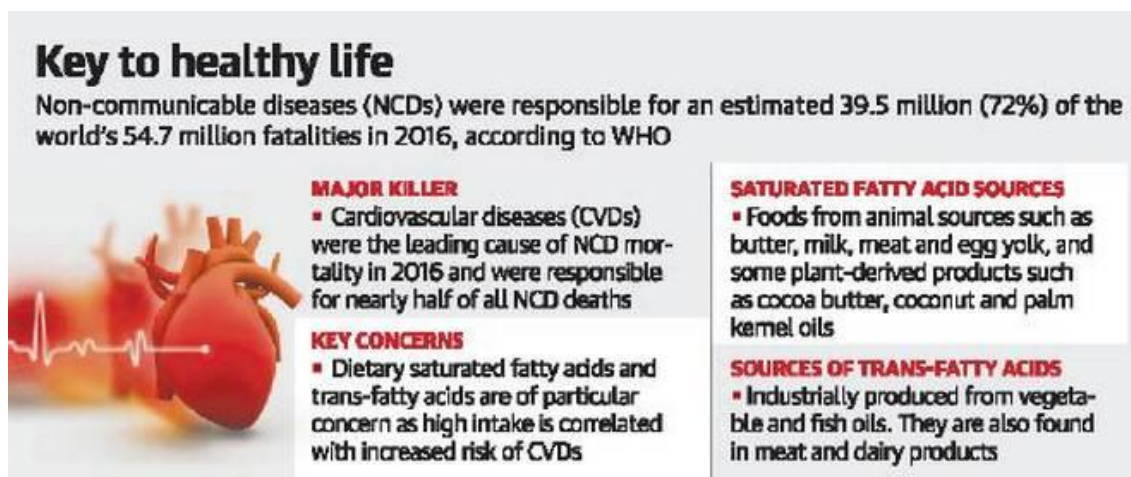 Key to healthy life
Non-communicable diseases (NCDs) were responsible for an estimated 39.5 million (72%) of the
world's 54.7 million fatalities in 2016, according to WHO
MAJOR KILLER
▪ Cardiovascular diseases (CVDs)
were the leading cause of NCD mor-
tality in 2016 and were responsible
for nearly half of all NCD deaths
KEY CONCERNS
▪ Dietary saturated fatty acids and
trans-fatty acids are of particular
concern as high intake is correlated
with increased risk of CVDs
SATURATED FATTY ACID SOURCES
▪ Foods from animal sources such as
butter, milk, meat and egg yolk, and
some plant-derived products such
as cocoa butter, coconut and palm
kernel oils
SOURCES OF TRANS-FATTY ACIDS
▪ Industrially produced from vegeta-
ble and fish oils. They are also found
in meat and dairy products